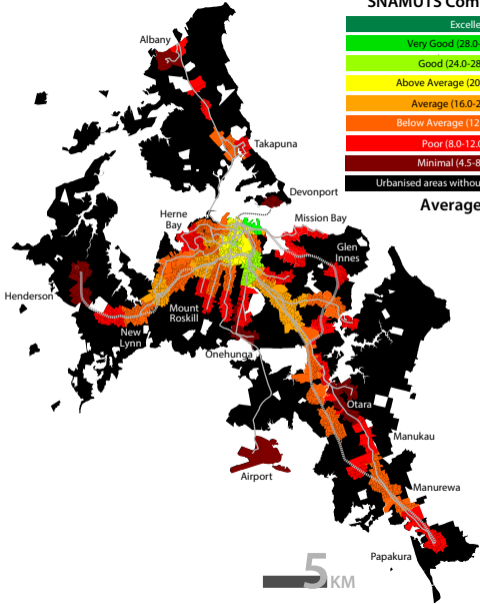 SNAMUTS Com
Excelle
Very Good (28.0-
Good (24.0-28
Above Average (20
Average (16.0-2
Below Average (12
Poor (8.0-12.0
Minimal (4.5-8
Urbanised areas withou
Average
Albany
Takapuna
Devonport
Herne
Bay
Mission Bay
Glen
Innes
Henderson
Mount
Roskill
New
Lynn
Onehunga
Otara
Manukau
Airport
Manurewa
Papakura
5 KM